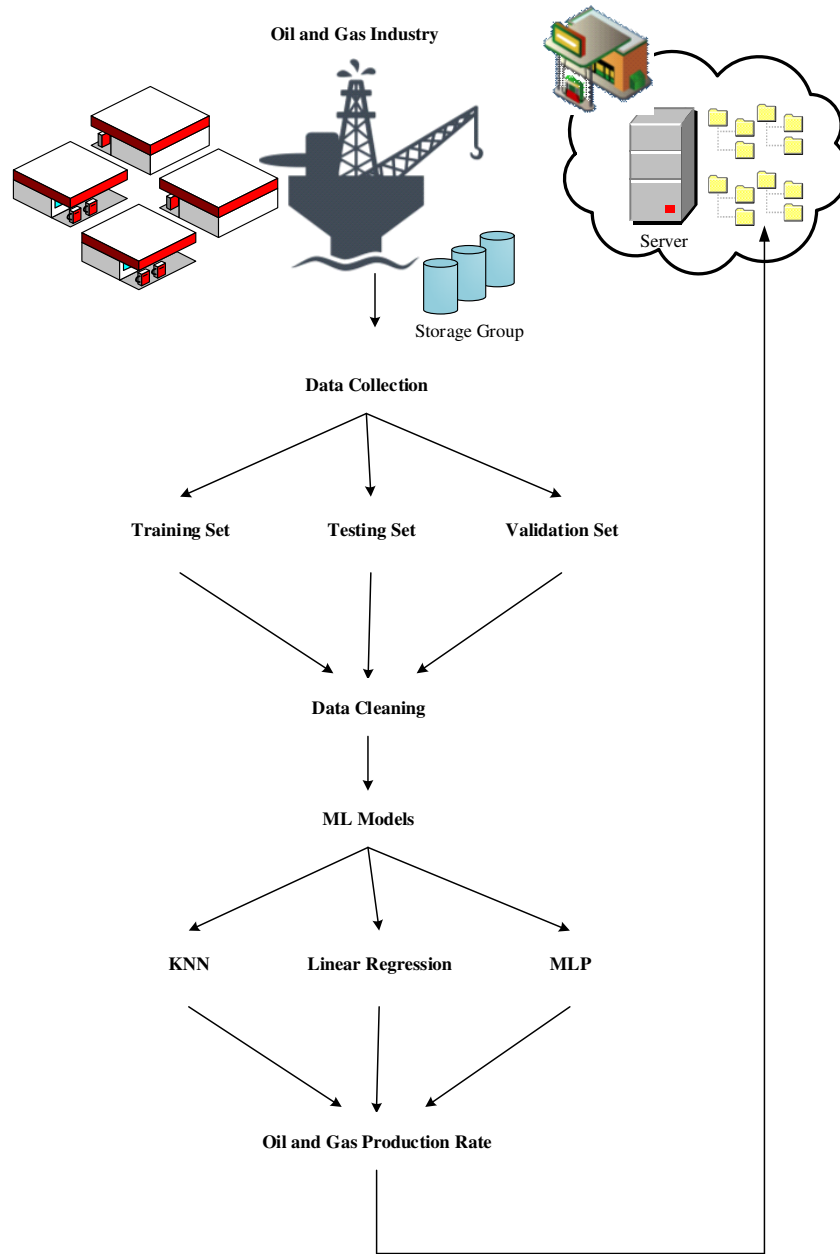 Oil and Gas Industry
Server
Storage Group
Data Collection
Training Set
Testing Set
Validation Set
Data Cleaning
ML Models
KNN
Linear Regression
MLP
Oil and Gas Production Rate